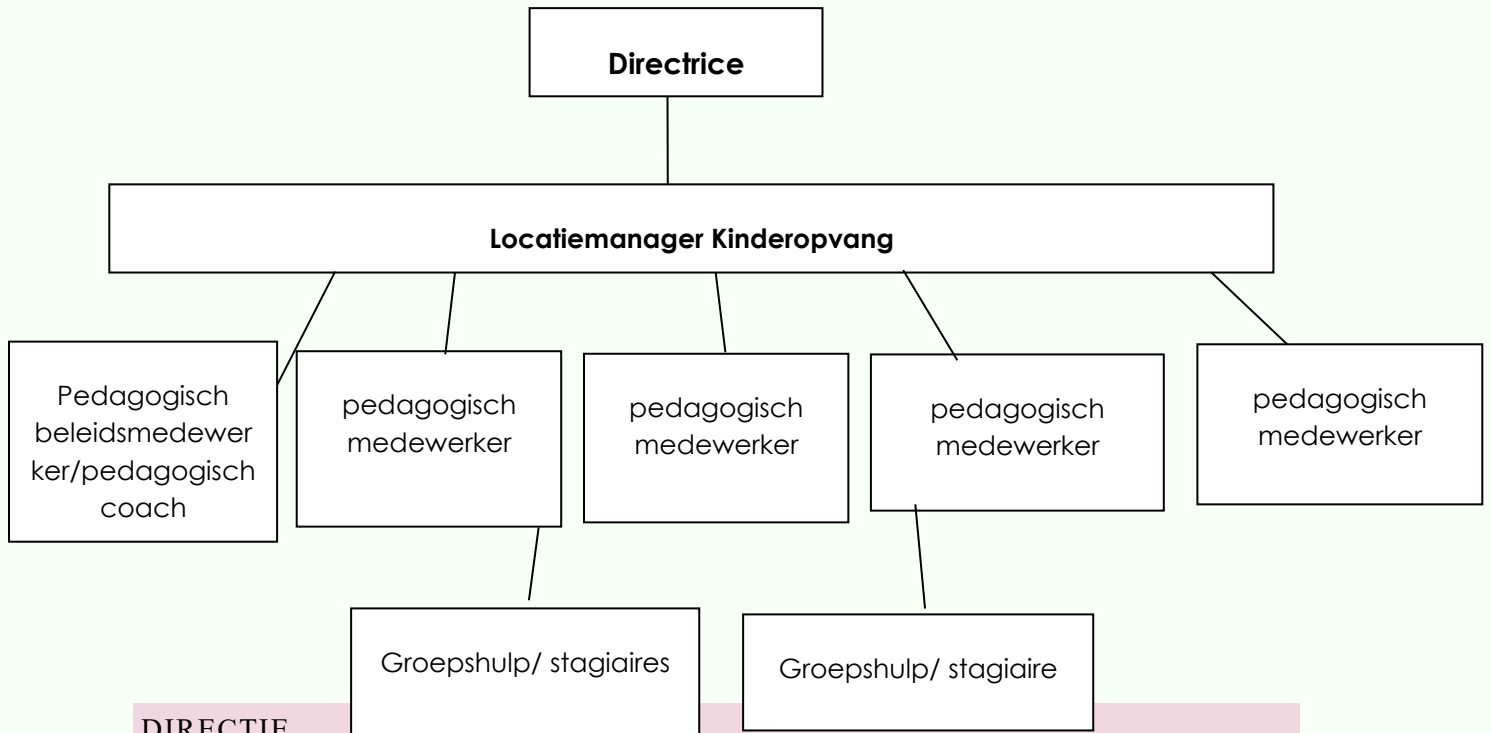 Directrice
Locatiemanager Kinderopvang
Pedagogisch
beleidsmedewer
ker/pedagogisch
coach
pedagogisch
medewerker
pedagogisch
medewerker
pedagogisch
medewerker
pedagogisch
medewerker
Groepshulp/ stagiaires
Groepshulp/ stagiaire
DIRECTIE